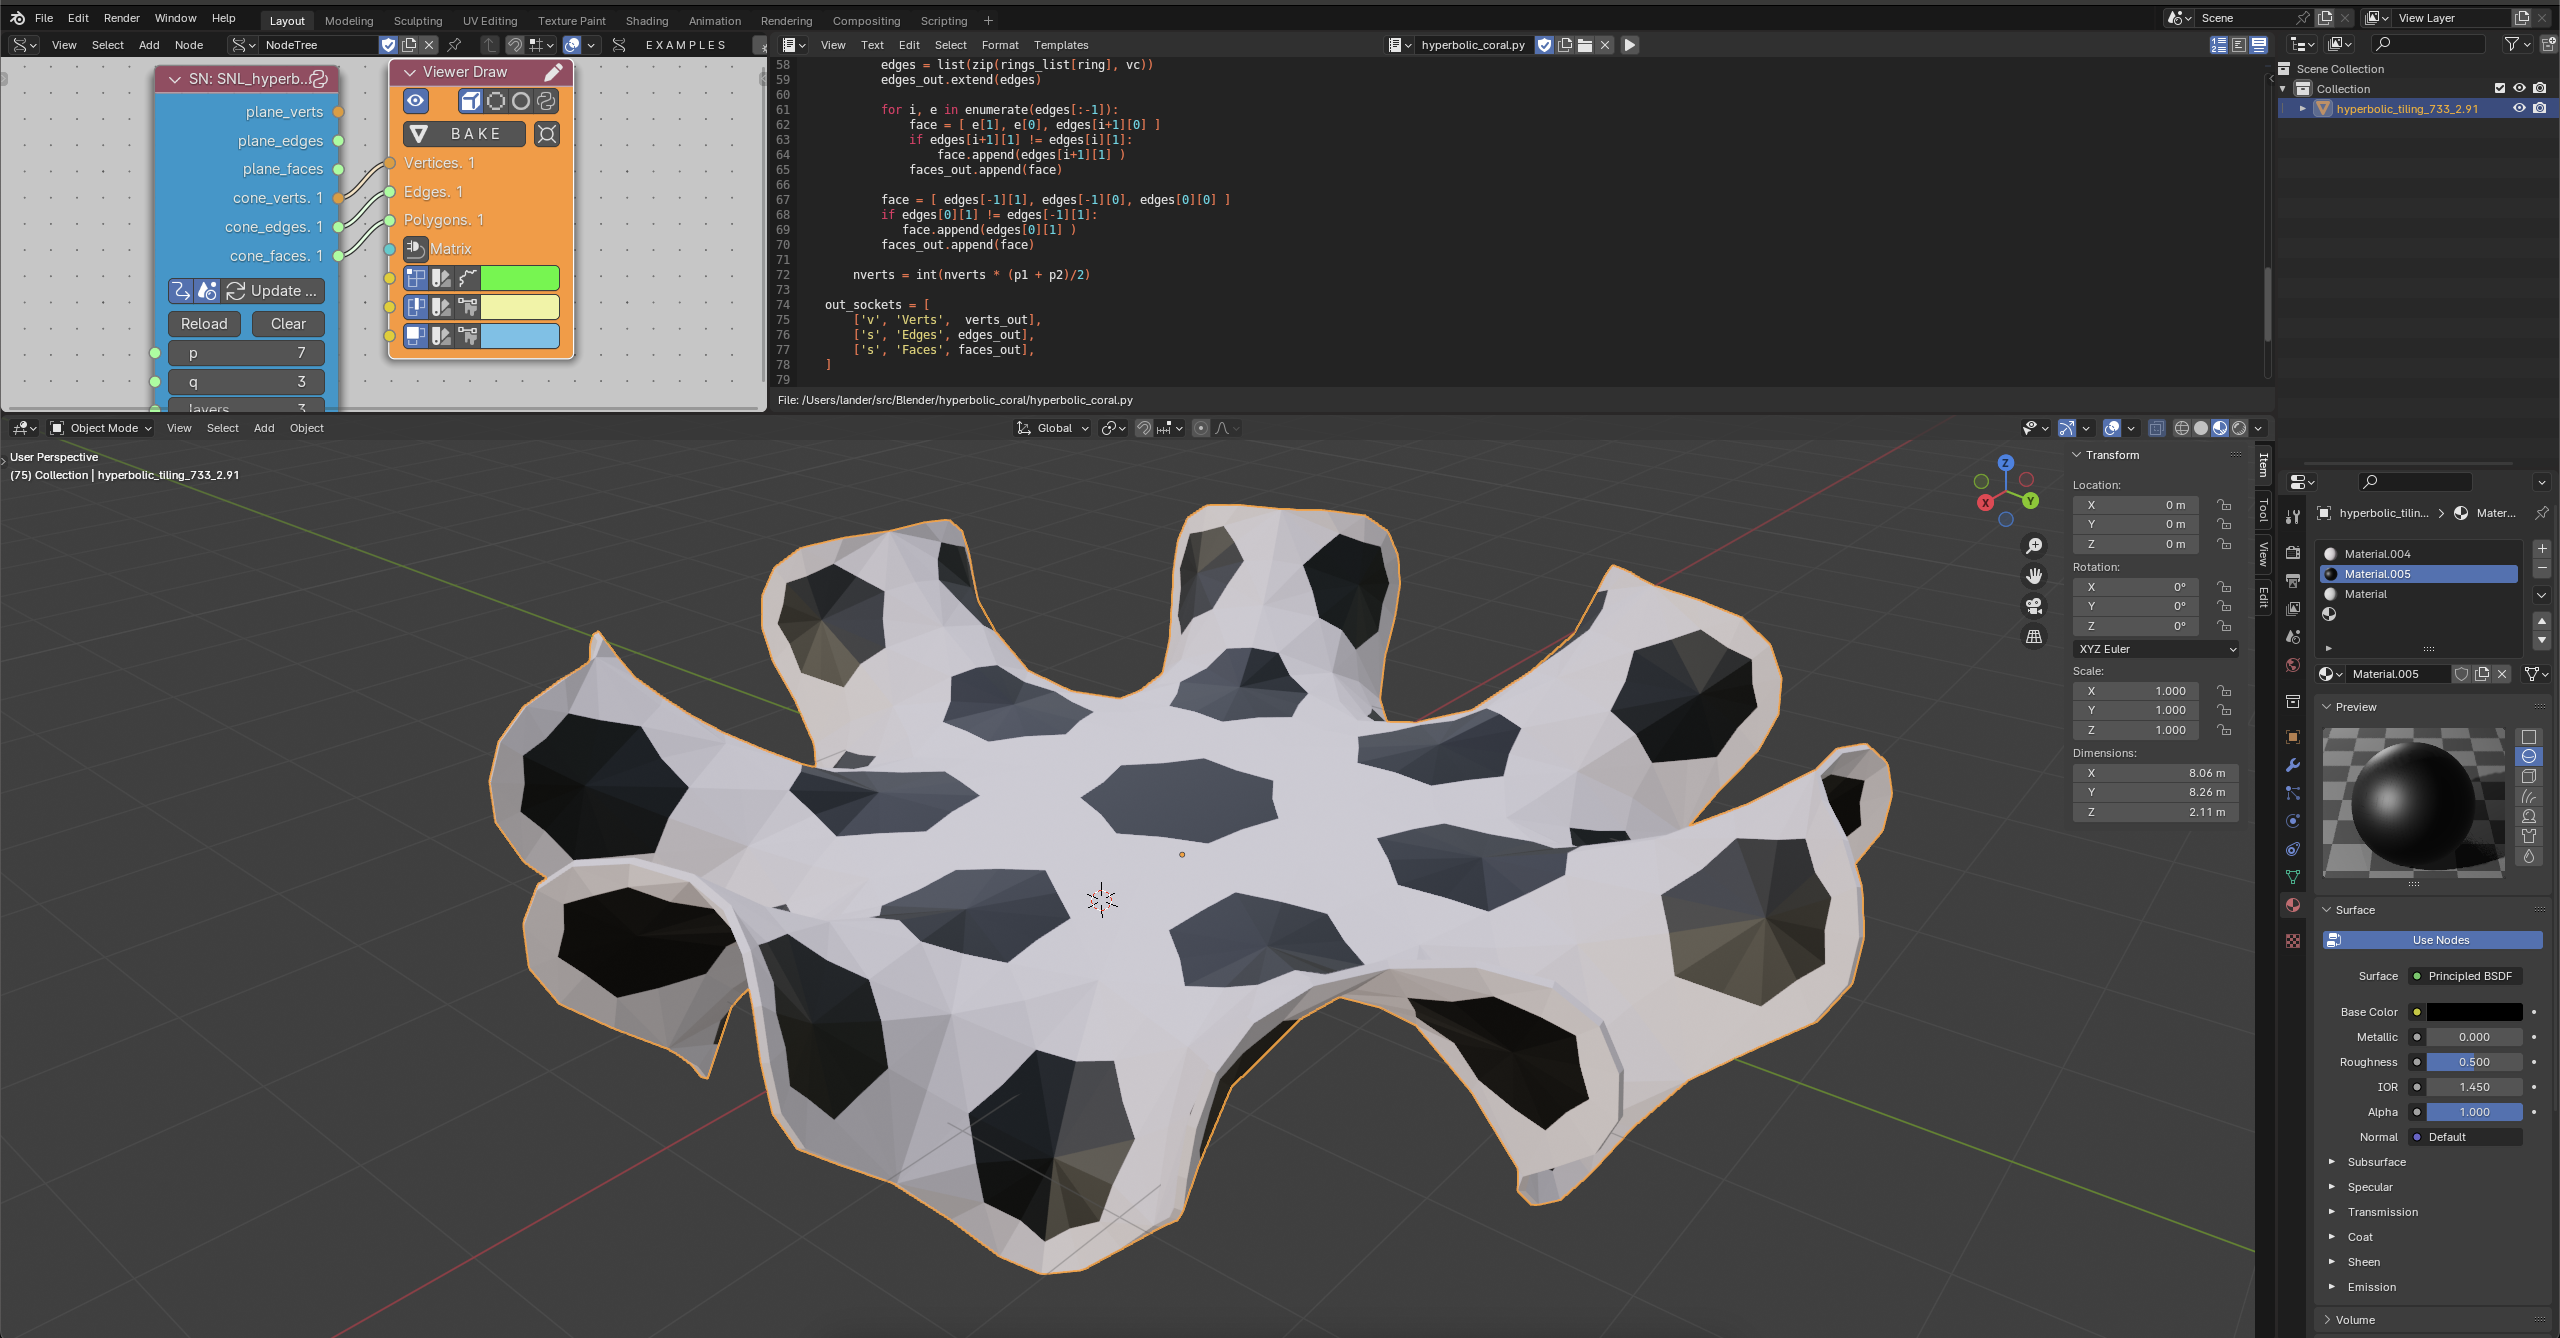 File Edit Render Window Help Layout Modeling Sculpting UV Editing Texture Paint Shading Animation Rendering Compositing Scripting + Scene View Layer
View Select Add Node NodeTree EXAMPLES
View Text Edit Select Format Templates hyperbolic_coral.py
SN: SNL_hyperb...
plane_verts
plane_edges
plane_faces
cone_verts. 1
cone_edges. 1
cone_faces. 1
Update ...
Reload Clear
p 7
q 3
layers 3
Viewer Draw
BAKE
Vertices. 1
Edges. 1
Polygons. 1
Matrix
58 edges = list(zip(rings_list[ring], vc))
59 edges_out.extend(edges)
60
61 for i, e in enumerate(edges[:-1]):
62 face = [ e[1], e[0], edges[i+1][0] ]
63 if edges[i+1][1] != edges[i][1]:
64 face.append(edges[i+1][1] )
65 faces_out.append(face)
66
67 face = [ edges[-1][1], edges[-1][0], edges[0][0] ]
68 if edges[0][1] != edges[-1][1]:
69 face.append(edges[0][1] )
70 faces_out.append(face)
71
72 nverts = int(nverts * (p1 + p2)/2)
73
74 out_sockets = [
75 ['v', 'Verts', verts_out],
76 ['s', 'Edges', edges_out],
77 ['s', 'Faces', faces_out],
78 ]
79
File: /Users/lander/src/Blender/hyperbolic_coral/hyperbolic_coral.py
Scene Collection
Collection
hyperbolic_tiling_733_2.91
Object Mode View Select Add Object Global
User Perspective
(75) Collection | hyperbolic_tiling_733_2.91
Z
X
Y
Transform
Location:
X 0 m
Y 0 m
Z 0 m
Rotation:
X 0°
Y 0°
Z 0°
XYZ Euler
Scale:
X 1.000
Y 1.000
Z 1.000
Dimensions:
X 8.06 m
Y 8.26 m
Z 2.11 m
Item
Tool
View
Edit
hyperbolic_tilin... > Mater...
Material.004
Material.005
Material
Material.005
Preview
Surface
Use Nodes
Surface Principled BSDF
Base Color
Metallic 0.000
Roughness 0.500
IOR 1.450
Alpha 1.000
Normal Default
Subsurface
Specular
Transmission
Coat
Sheen
Emission
Volume